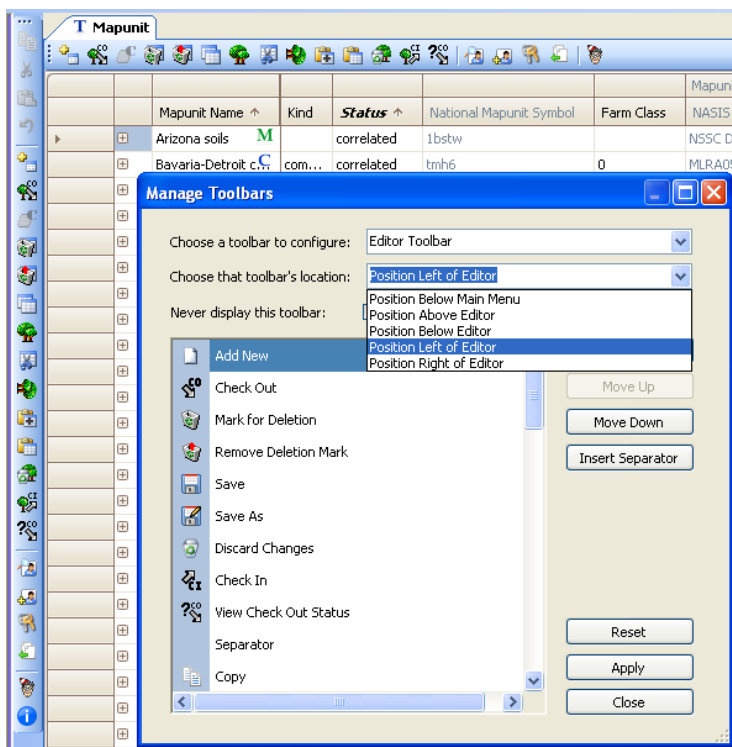 T Mapunit
Mapuni
Mapunit Name Kind Status National Mapunit Symbol Farm Class NASIS
Arizona soils M correlated 1bstw NSSC D
Bavaria-Detroit c... C com... correlated tmh6 0 MLRA09
Manage Toolbars
Choose a toolbar to configure: Editor Toolbar
Choose that toolbar's location: Position Left of Editor
Position Below Main Menu
Never display this toolbar:
Position Above Editor
Position Below Editor
Position Left of Editor
Position Right of Editor
Add New
Check Out Move Up
Mark for Deletion Move Down
Remove Deletion Mark Insert Separator
Save
Save As
Discard Changes
Check In
View Check Out Status
Separator Reset
Copy Apply
Close